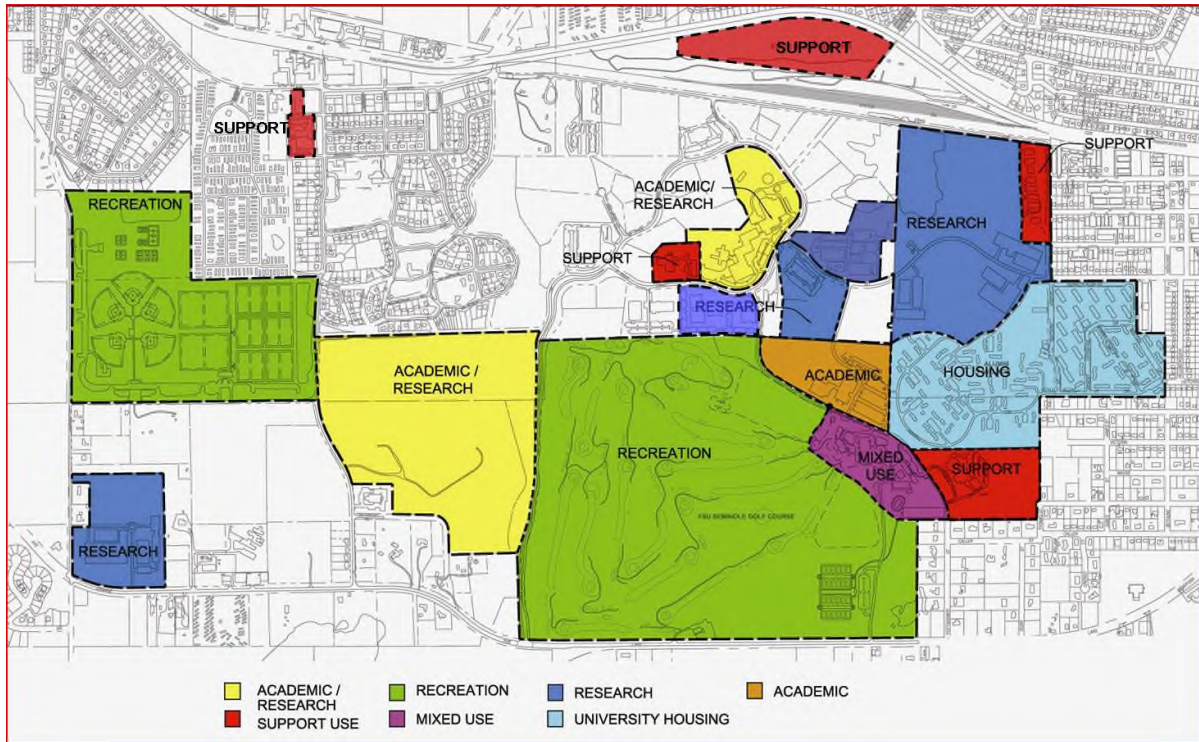 SUPPORT
SUPPORT
SUPPORT
ACADEMIC/
RESEARCH
RECREATION
RESEARCH
SUPPORT
RESEARCH
ACADEMIC /
RESEARCH
ACADEMIC
HOUSING
RECREATION
MIXED
USE
SUPPORT
FSU SEMINOLE GOLF COURSE
RESEARCH
ACADEMIC /
RESEARCH
RECREATION
RESEARCH
ACADEMIC
SUPPORT USE
MIXED USE
UNIVERSITY HOUSING